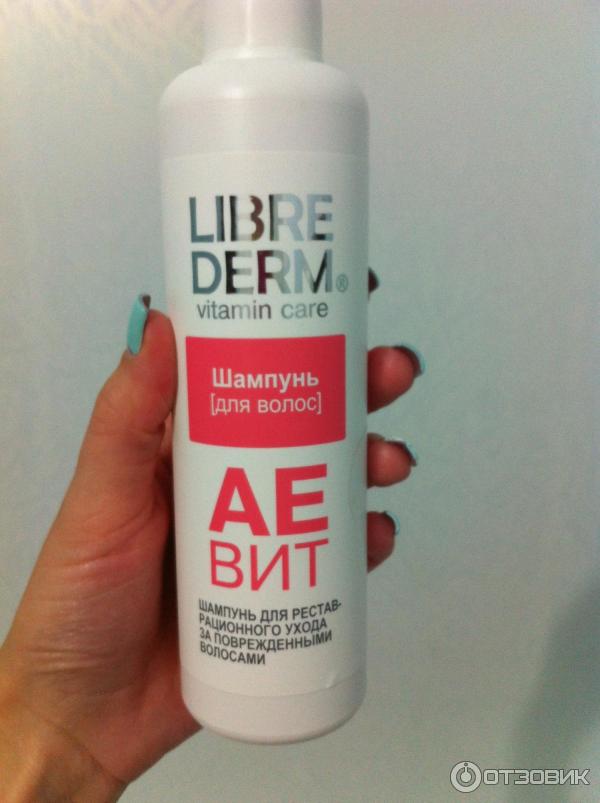 LIBRE
DERM®
vitamin care
Шампунь
[для волос]
АЕ
ВИТ
ШАМПУНЬ ДЛЯ РЕСТАВ-
РАЦИОННОГО УХОДА
ЗА ПОВРЕЖДЕННЫМИ
ВОЛОСАМИ
ОТЗОВИК